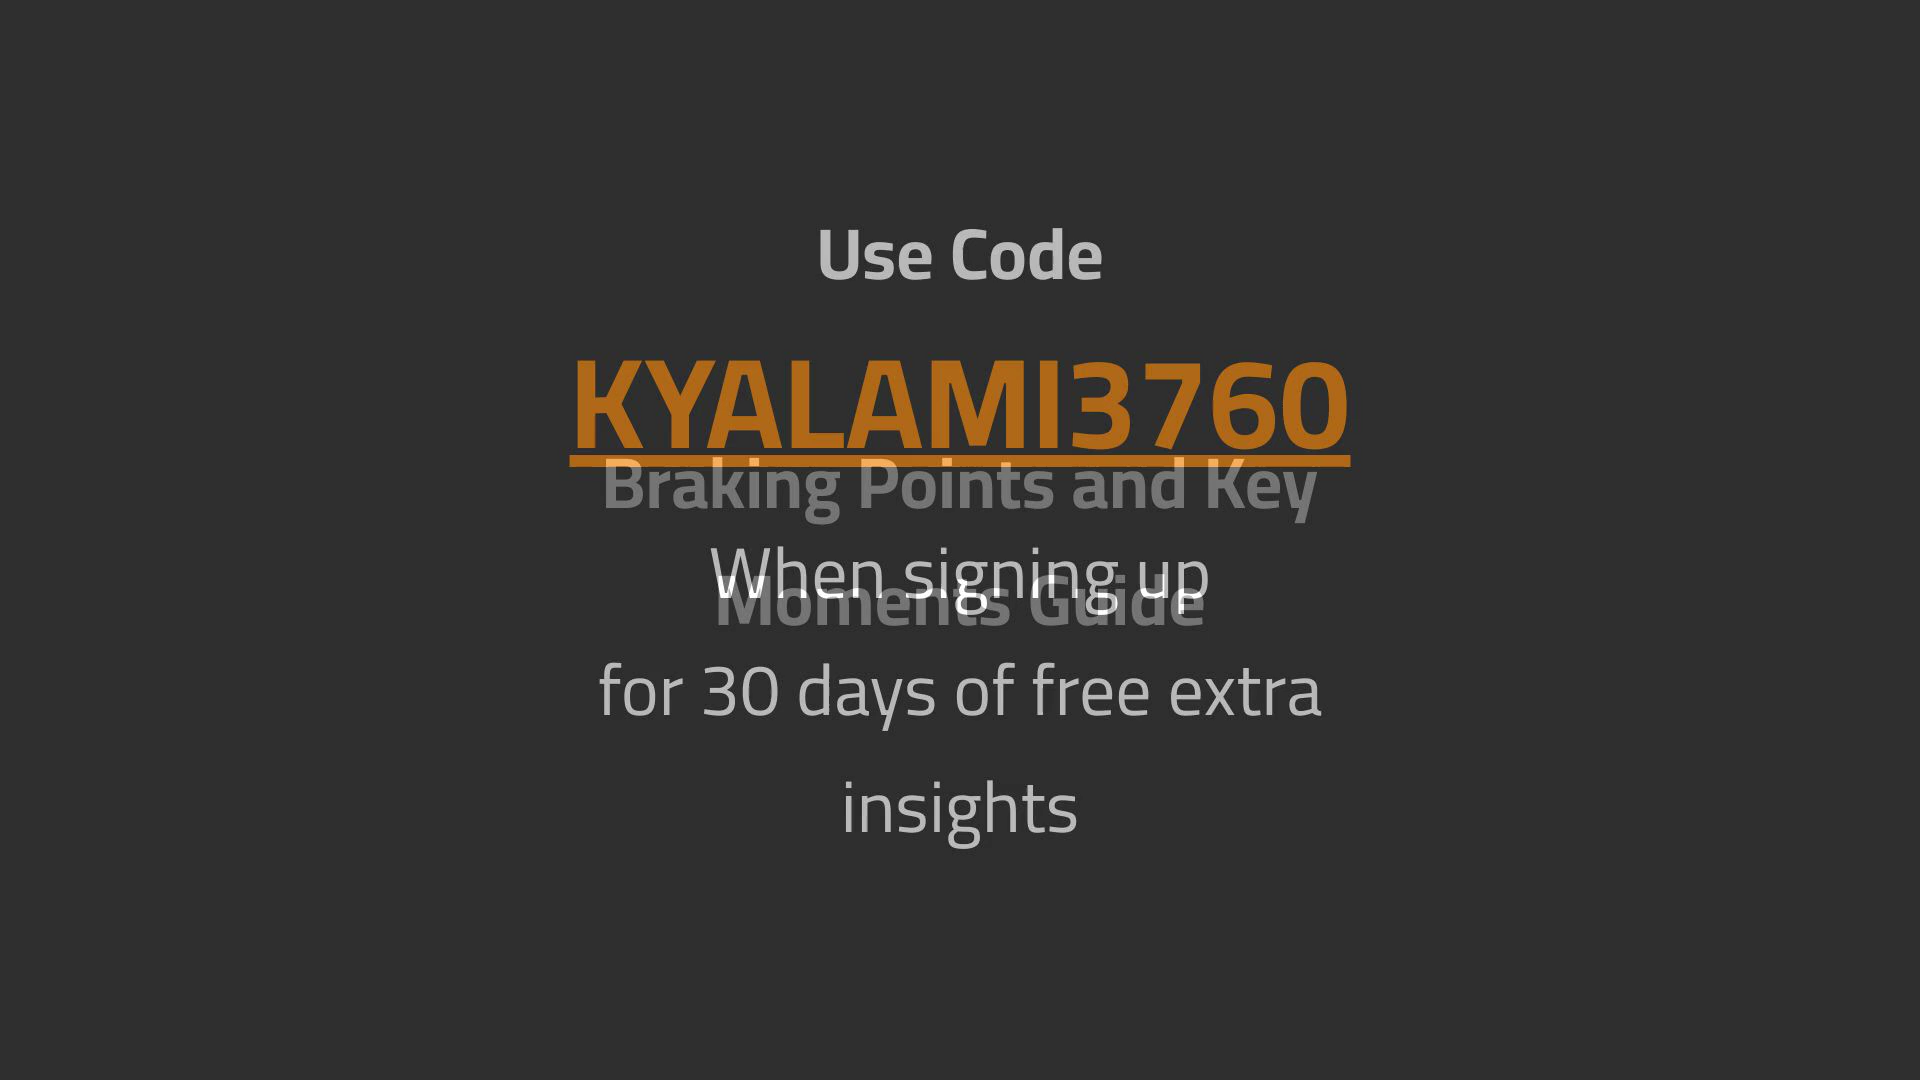 Use Code
KYALAMI3760
Braking Points and Key
When signing up
Moments Guide
for 30 days of free extra
insights